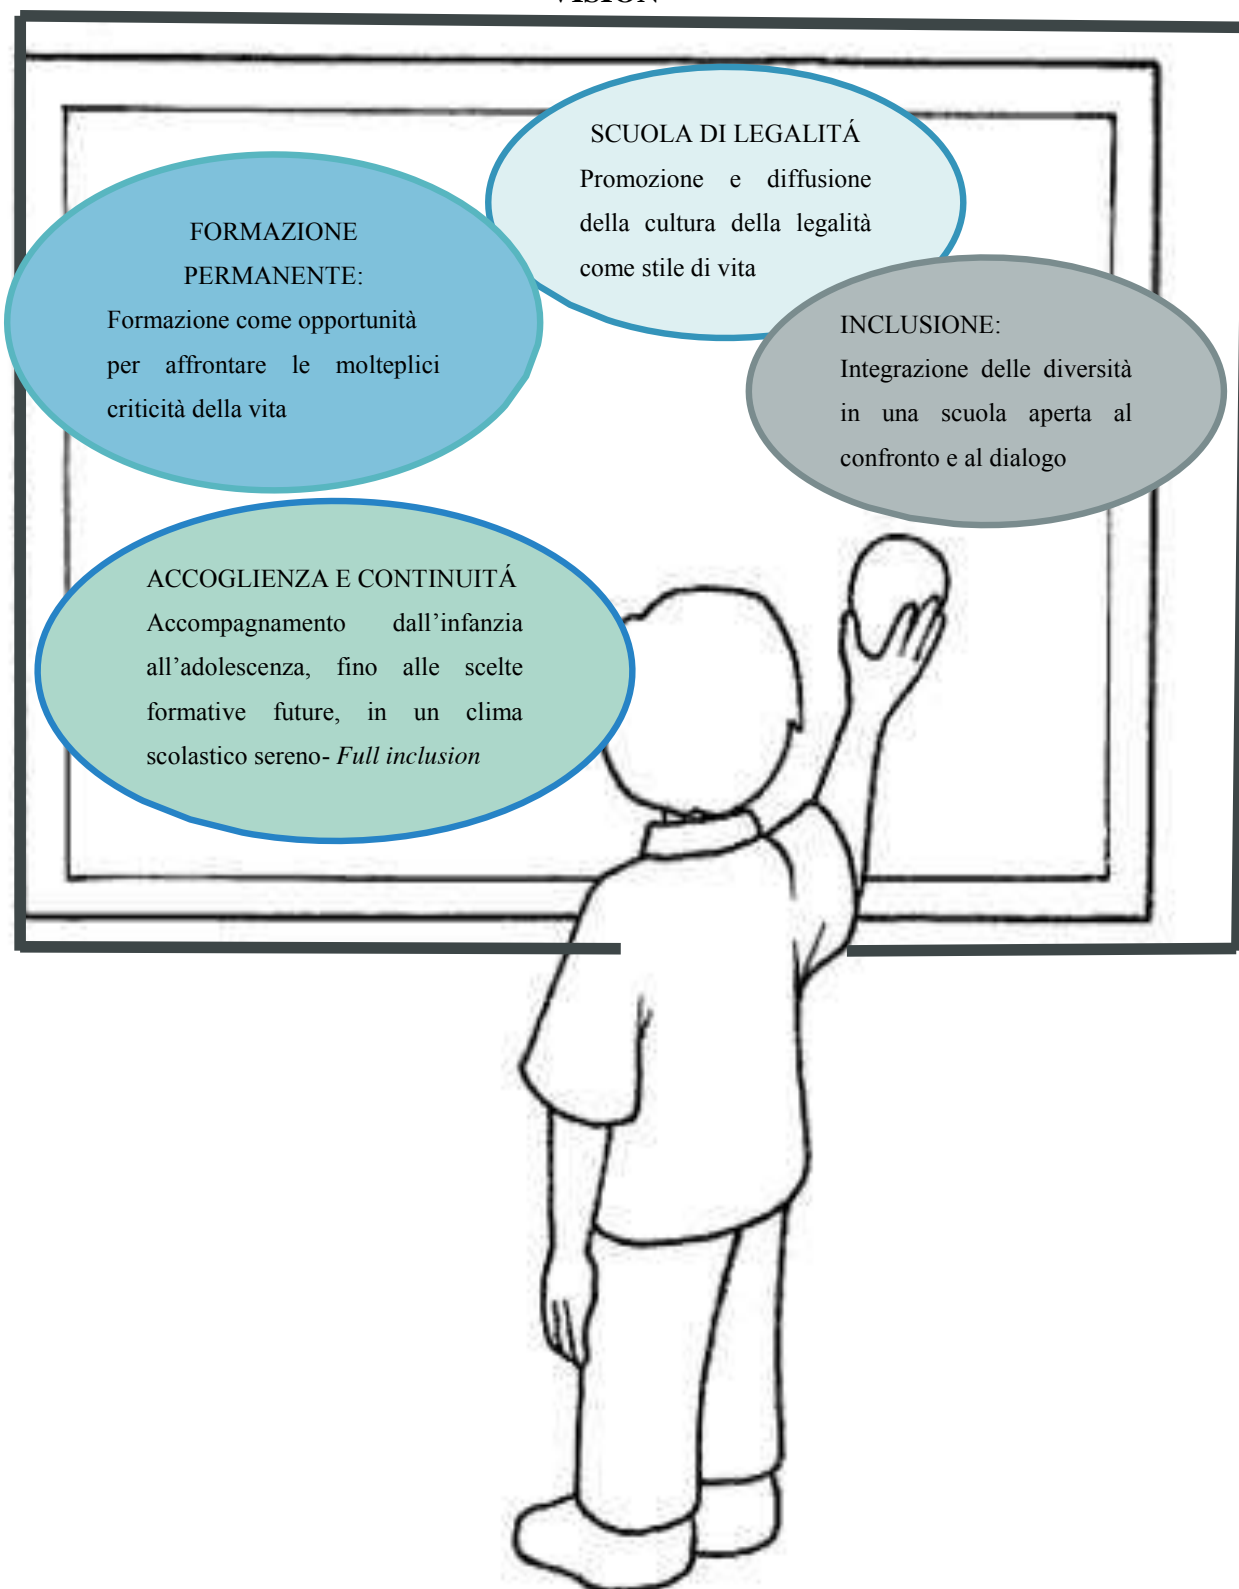 VISION
SCUOLA DI LEGALITÁ
Promozione e diffusione
della cultura della legalità
come stile di vita
FORMAZIONE
PERMANENTE:
Formazione come opportunità
per affrontare le molteplici
criticità della vita
INCLUSIONE:
Integrazione delle diversità
in una scuola aperta al
confronto e al dialogo
ACCOGLIENZA E CONTINUITÁ
Accompagnamento dall’infanzia
all’adolescenza, fino alle scelte
formative future, in un clima
scolastico sereno- Full inclusion